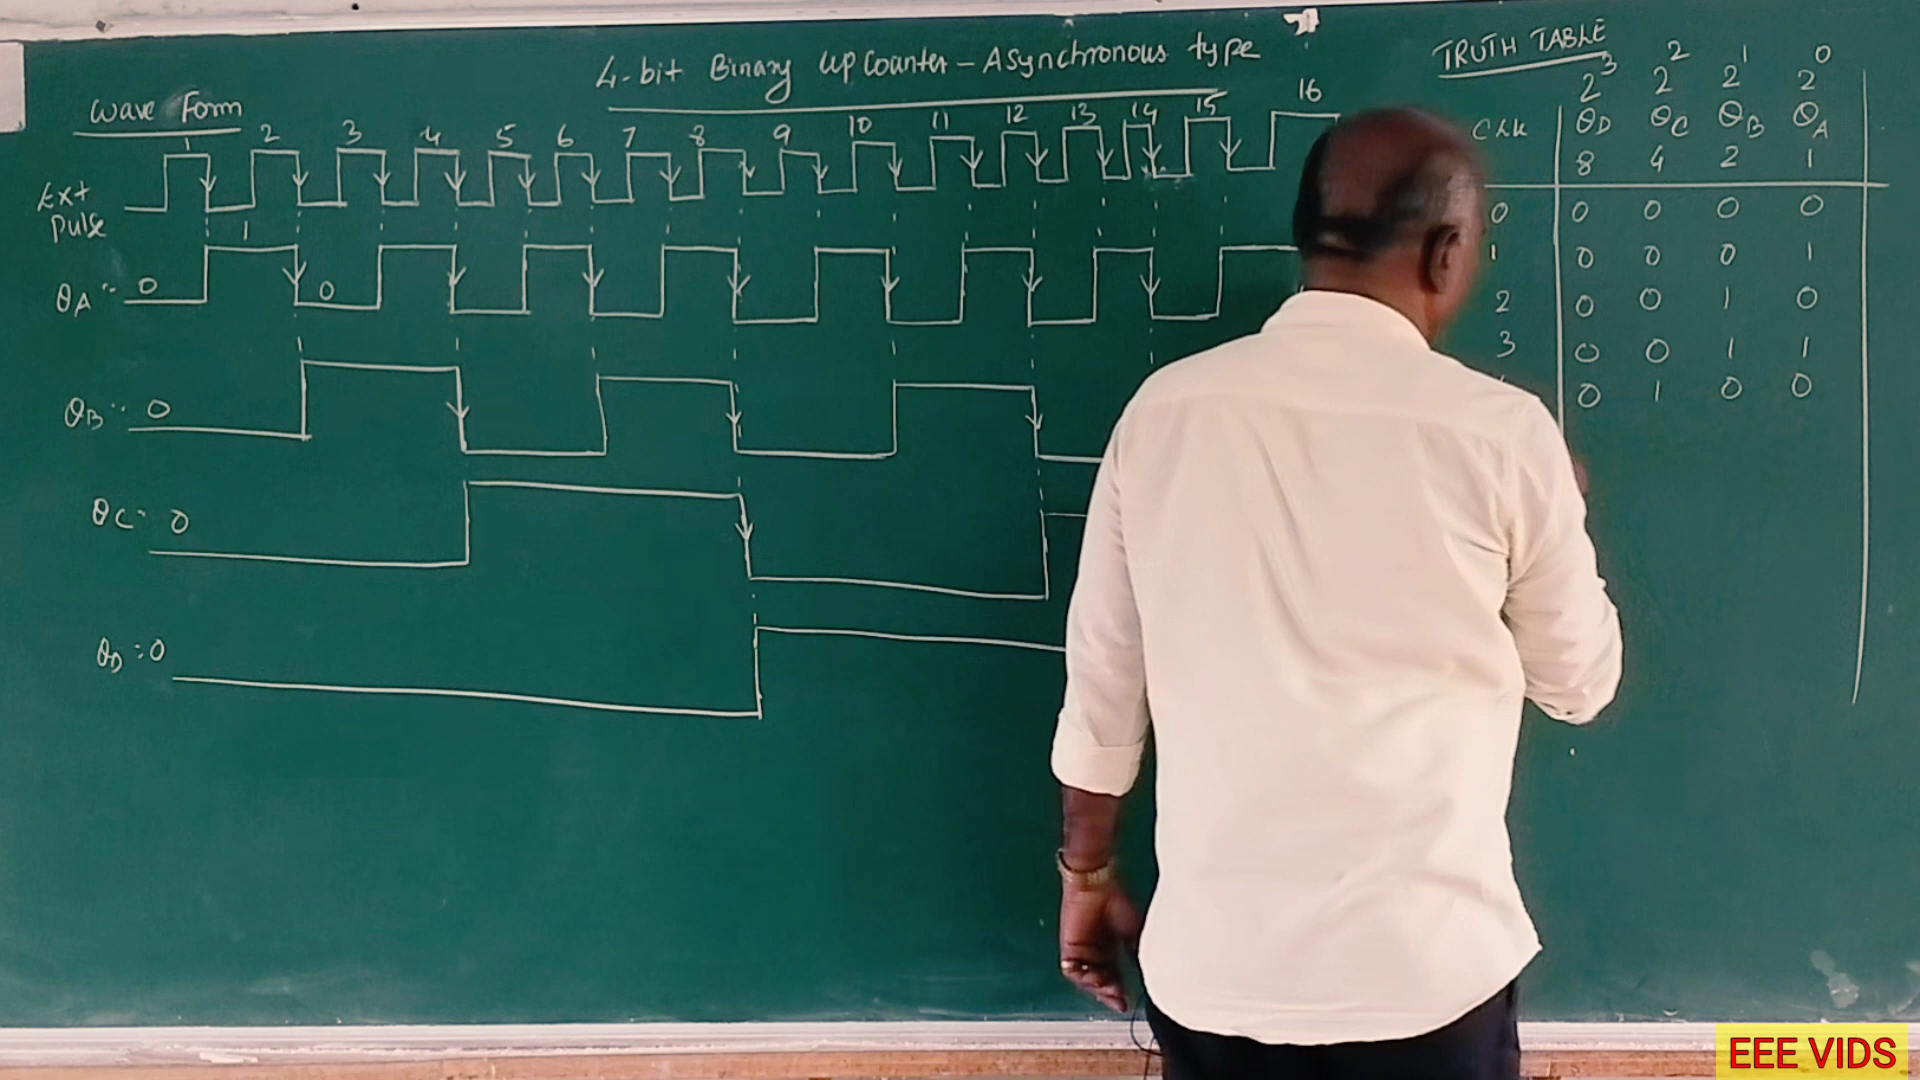 4-bit Binary Up Counter - Asynchronous type
Wave Form
1 2 3 4 5 6 7 8 9 10 11 12 13 14 15 16
Ext
Pulse
1
QA : 0
0
QB : 0
QC : 0
QD : 0
TRUTH TABLE
2³ 2² 2¹ 2⁰
Clk QD QC QB QA
8 4 2 1
0 0 0 0 0
1 0 0 0 1
2 0 0 1 0
3 0 0 1 1
0 1 0 0
EEE VIDS